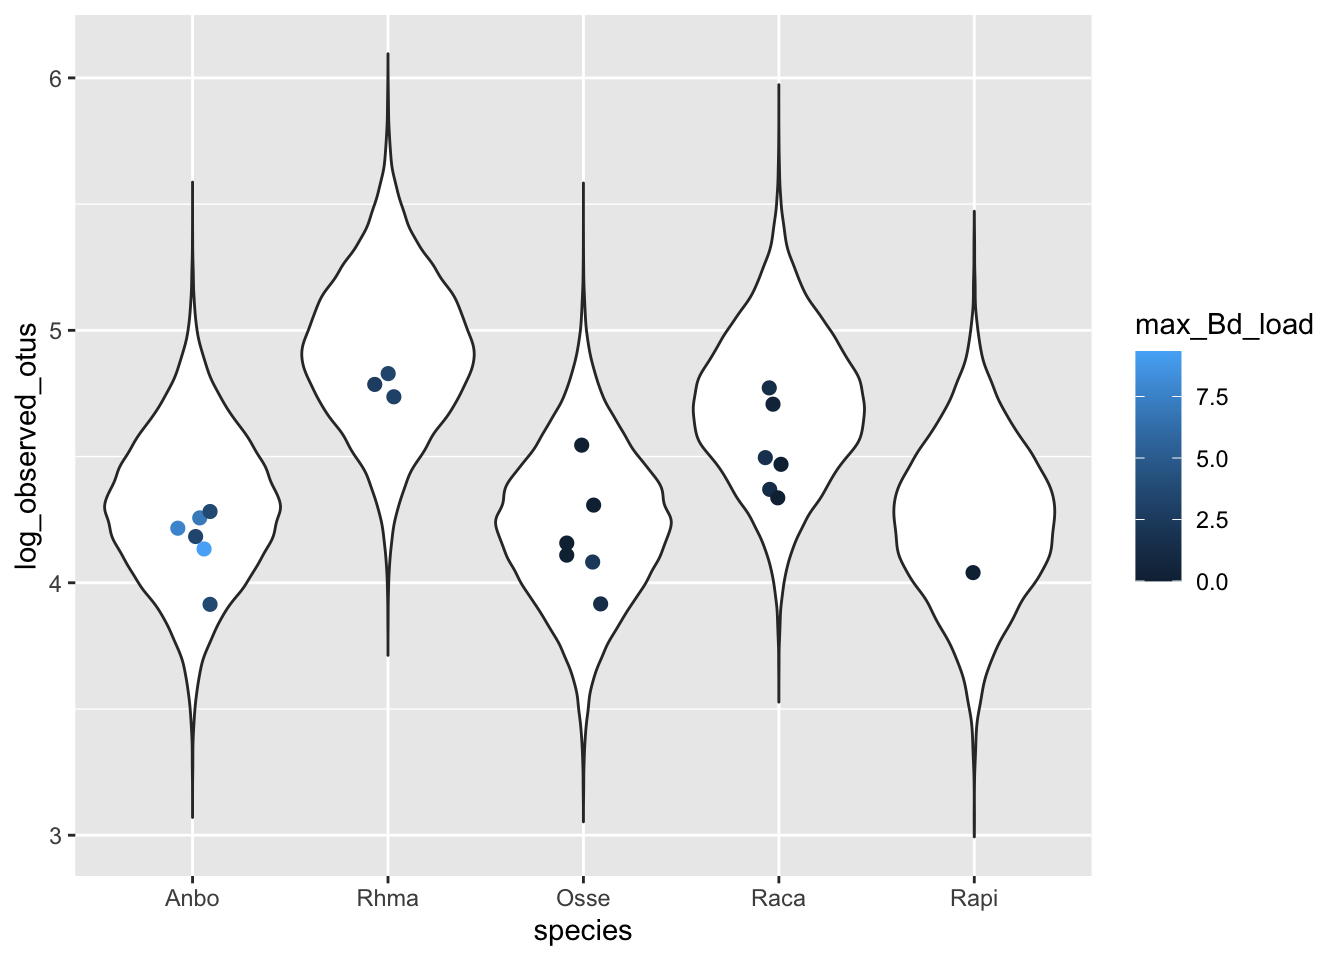 log_observed_otus
6
5
4
3
Anbo Rhma Osse Raca Rapi
species
max_Bd_load
7.5
5.0
2.5
0.0